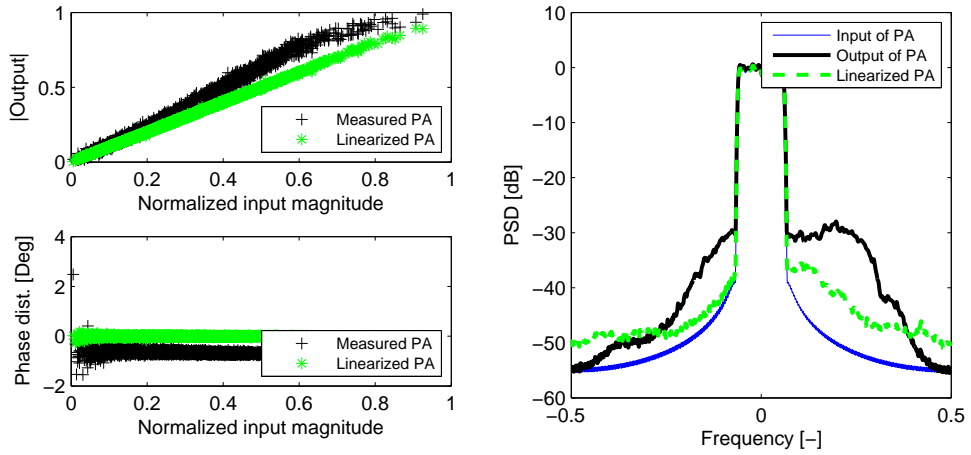 1
0.5
0
|Output|
0
0.2
0.4
0.6
0.8
1
Normalized input magnitude
Measured PA
Linearized PA
4
2
0
−2
Phase dist. [Deg]
0
0.2
0.4
0.6
0.8
1
Normalized input magnitude
Measured PA
Linearized PA
10
0
−10
−20
−30
−40
−50
−60
PSD [dB]
−0.5
0
0.5
Frequency [−]
Input of PA
Output of PA
Linearized PA